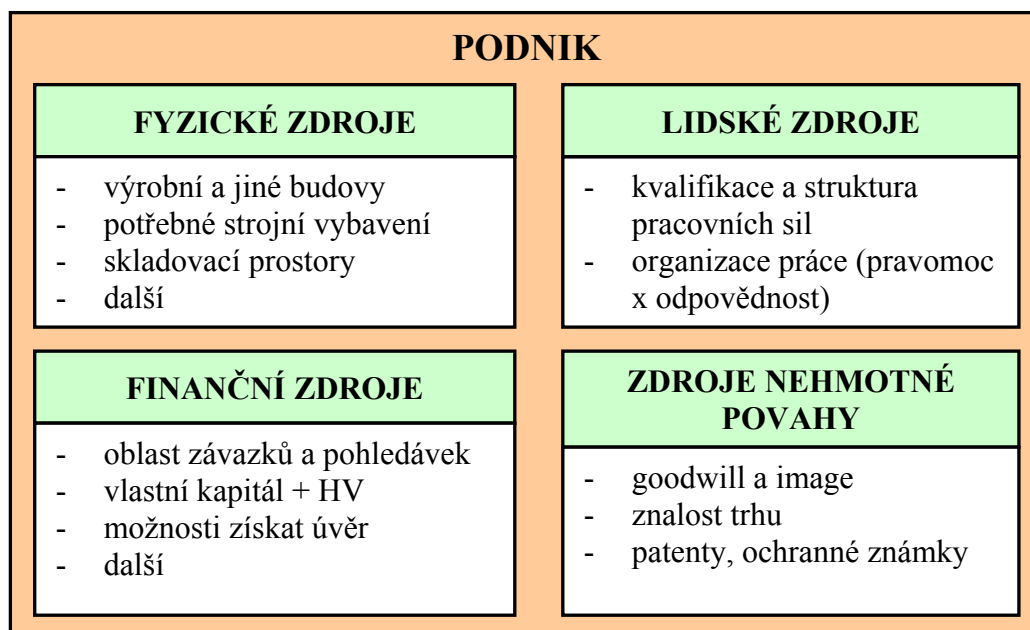 PODNIK
FYZICKÉ ZDROJE
- výrobní a jiné budovy
- potřebné strojní vybavení
- skladovací prostory
- další
LIDSKÉ ZDROJE
- kvalifikace a struktura
pracovních sil
- organizace práce (pravomoc
x odpovědnost)
FINANČNÍ ZDROJE
- oblast závazků a pohledávek
- vlastní kapitál + HV
- možnosti získat úvěr
- další
ZDROJE NEHMOTNÉ
POVAHY
- goodwill a image
- znalost trhu
- patenty, ochranné známky